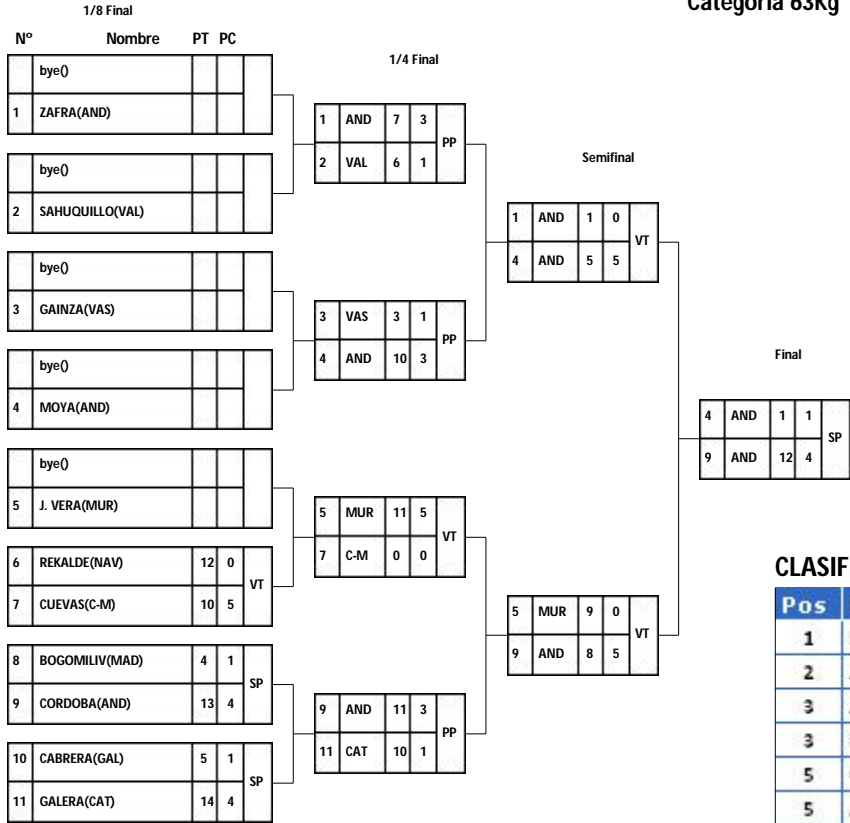 Categoría 63Kg
1/8 Final
Nº Nombre PT PC
bye()
1 ZAFRA(AND)
bye()
2 SAHUQUILLO(VAL)
bye()
3 GAINZA(VAS)
bye()
4 MOYA(AND)
bye()
5 J. VERA(MUR)
6 REKALDE(NAV) 12 0
VT
7 CUEVAS(C-M) 10 5
8 BOGOMILIV(MAD) 4 1
SP
9 CORDOBA(AND) 13 4
10 CABRERA(GAL) 5 1
SP
11 GALERA(CAT) 14 4
1/4 Final
1 AND 7 3
PP
2 VAL 6 1
3 VAS 3 1
PP
4 AND 10 3
5 MUR 11 5
VT
7 C-M 0 0
9 AND 11 3
PP
11 CAT 10 1
Semifinal
1 AND 1 0
VT
4 AND 5 5
5 MUR 9 0
VT
9 AND 8 5
Final
4 AND 1 1
SP
9 AND 12 4
CLASIF
Pos
1
2
3
3
5
5